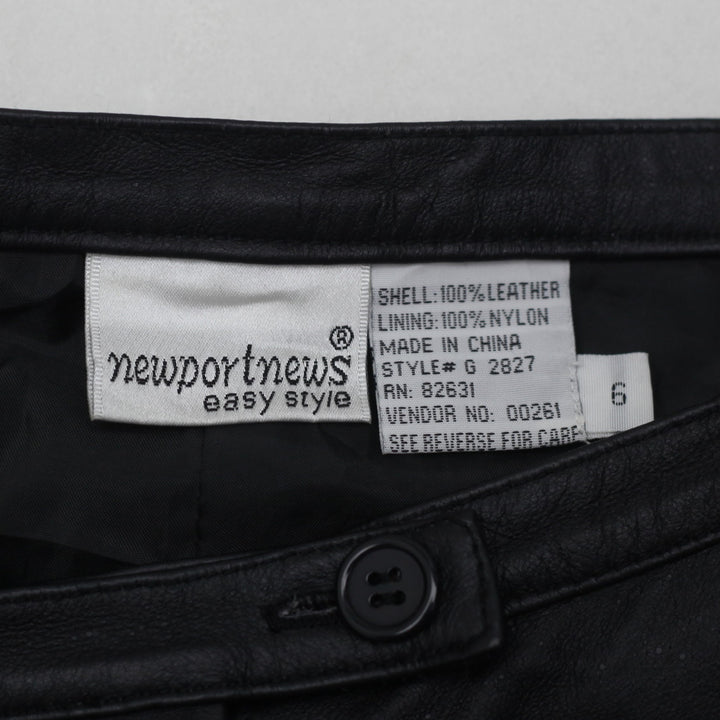 newportnews®
easy style
SHELL: 100% LEATHER
LINING: 100% NYLON
MADE IN CHINA
STYLE# G 2827
RN: 82631
VENDOR NO: 00261
SEE REVERSE FOR CARE
6